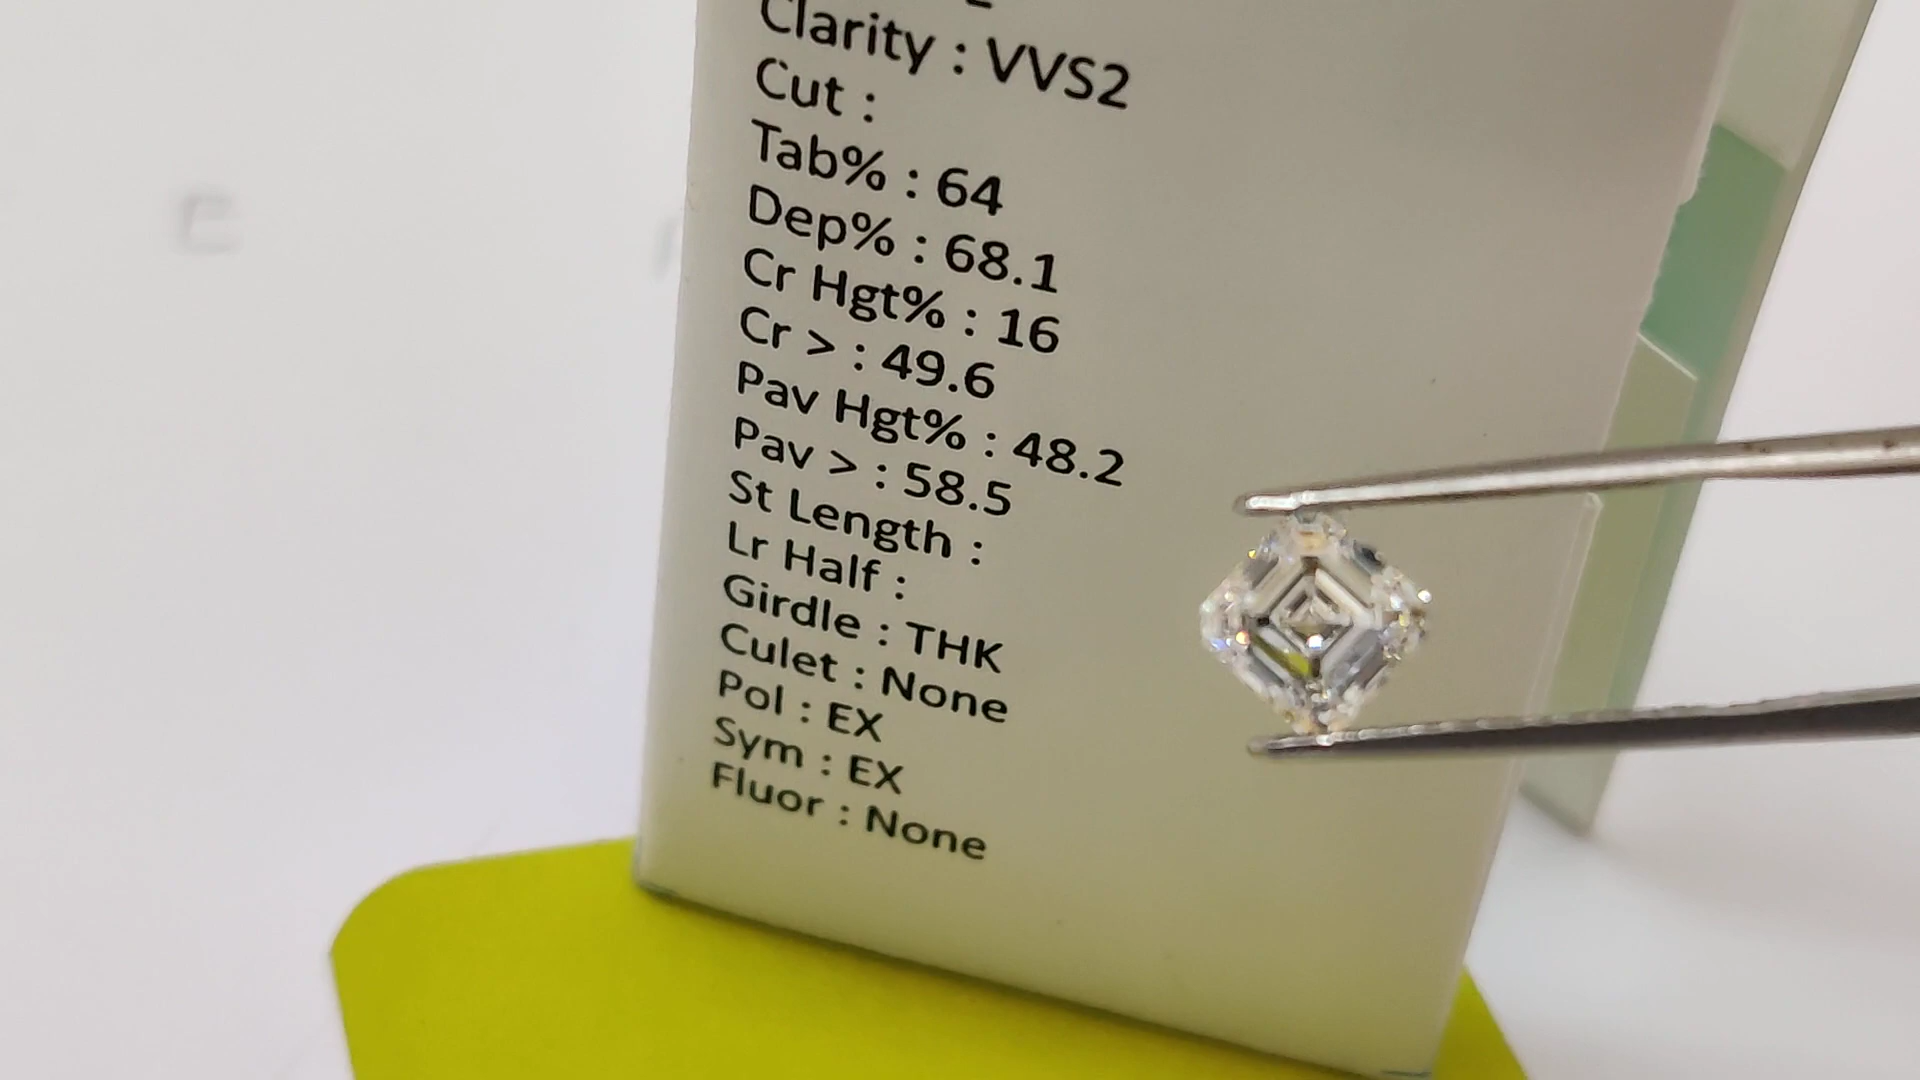 Clarity : VVS2
Cut :
Tab% : 64
Dep% : 68.1
Cr Hgt% : 16
Cr > : 49.6
Pav Hgt% : 48.2
Pav > : 58.5
St Length :
Lr Half :
Girdle : THK
Culet : None
Pol : EX
Sym : EX
Fluor : None